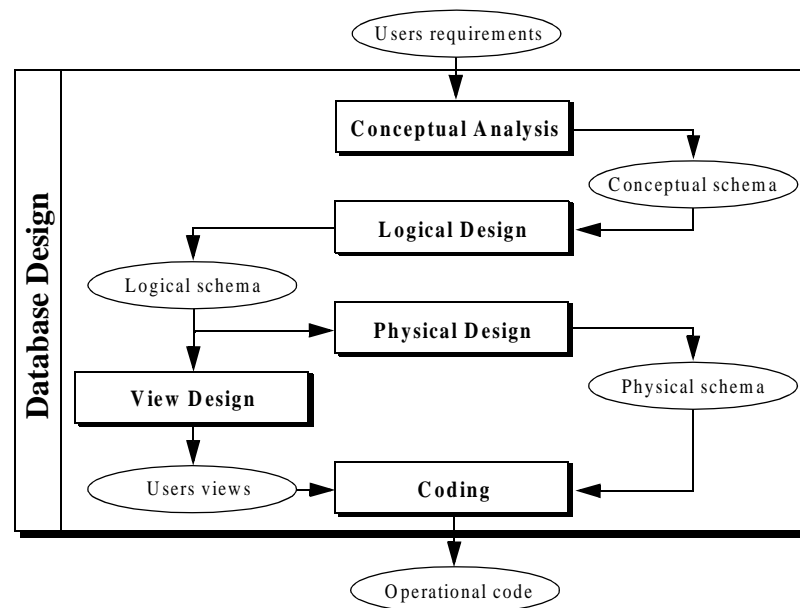 Users requirements
Database Design
Conceptual Analysis
Conceptual schema
Logical Design
Logical schema
Physical Design
Physical schema
View Design
Users views
Coding
Operational code